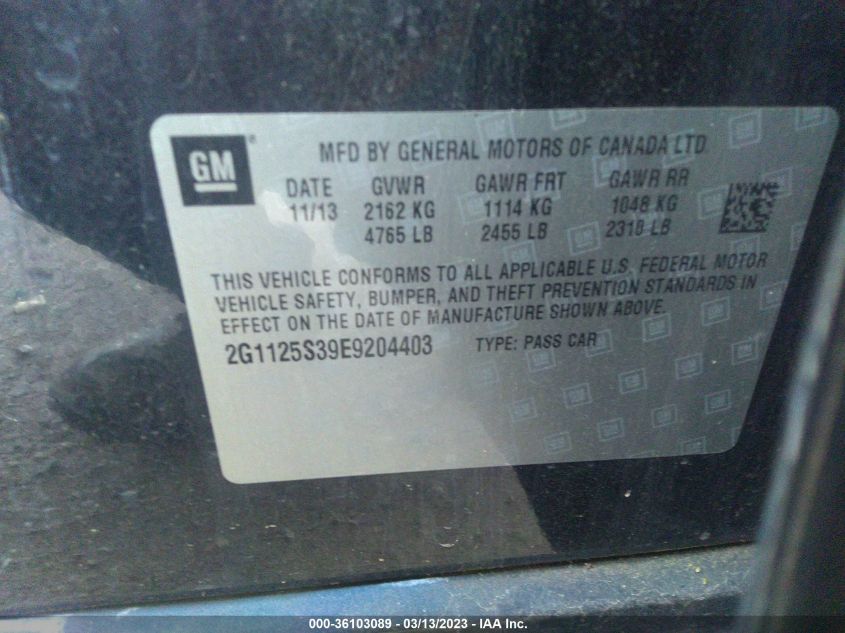 GM
MFD BY GENERAL MOTORS OF CANADA LTD
DATE GVWR GAWR FRT GAWR RR
11/13 2162 KG 1114 KG 1048 KG
4765 LB 2455 LB 2310 LB
THIS VEHICLE CONFORMS TO ALL APPLICABLE U.S. FEDERAL MOTOR
VEHICLE SAFETY, BUMPER, AND THEFT PREVENTION STANDARDS IN
EFFECT ON THE DATE OF MANUFACTURE SHOWN ABOVE.
2G1125S39E9204403 TYPE: PASS CAR
000-36103089 - 03/13/2023 - IAA Inc.